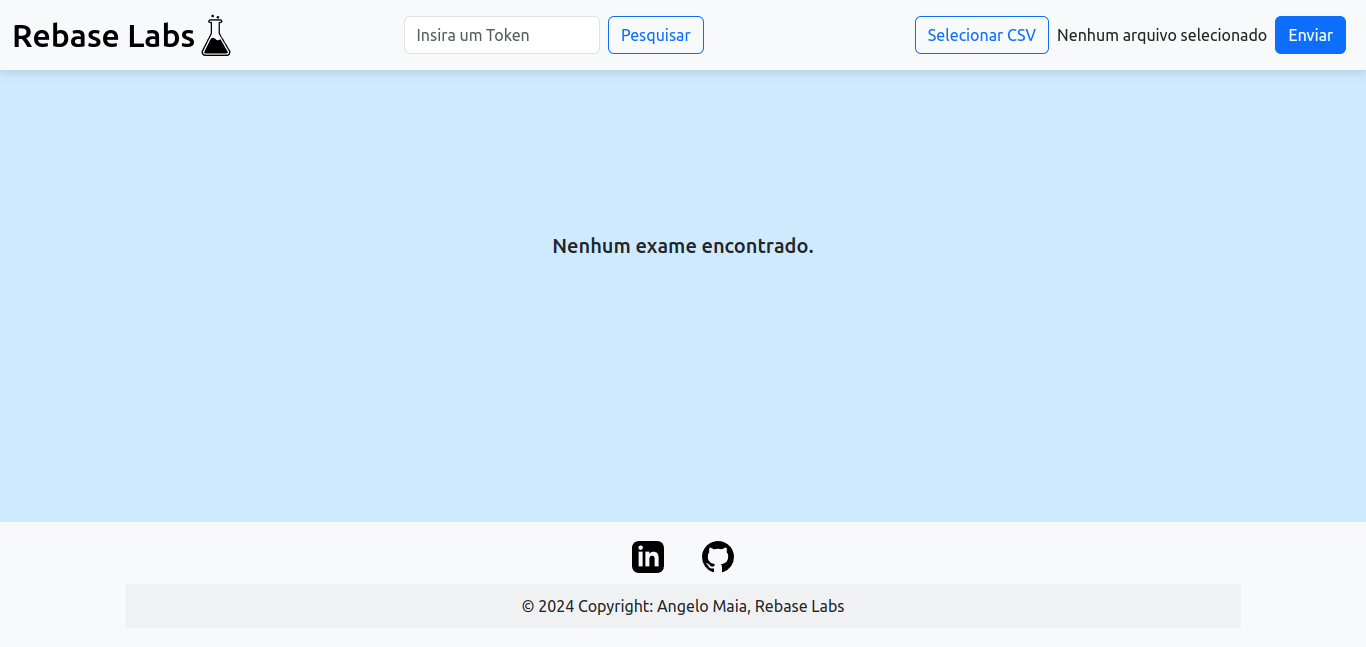 Rebase Labs
Insira um Token
Pesquisar
Selecionar CSV
Nenhum arquivo selecionado
Enviar
Nenhum exame encontrado.
in
© 2024 Copyright: Angelo Maia, Rebase Labs